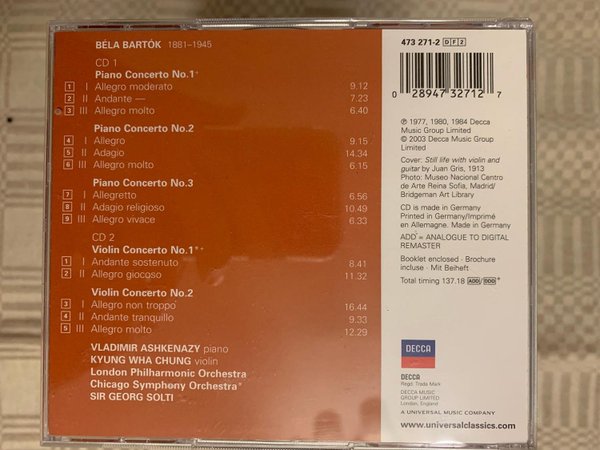 BÉLA BARTÓK 1881–1945
CD 1
Piano Concerto No.1+
1 I Allegro moderato 9.12
2 II Andante — 7.23
3 III Allegro molto 6.40
Piano Concerto No.2
4 I Allegro 9.15
5 II Adagio 14.34
6 III Allegro molto 6.15
Piano Concerto No.3
7 I Allegretto 6.56
8 II Adagio religioso 10.49
9 III Allegro vivace 6.33
CD 2
Violin Concerto No.1*+
1 I Andante sostenuto 8.41
2 II Allegro giocoso 11.32
Violin Concerto No.2
3 I Allegro non troppo 16.44
4 II Andante tranquillo 9.33
5 III Allegro molto 12.29
VLADIMIR ASHKENAZY piano
KYUNG WHA CHUNG violin
London Philharmonic Orchestra
Chicago Symphony Orchestra*
SIR GEORG SOLTI
473 271-2 DF2
0 28947 32712 7
℗ 1977, 1980, 1984 Decca
Music Group Limited
© 2003 Decca Music Group
Limited
Cover: Still life with violin and
guitar by Juan Gris, 1913
Photo: Museo Nacional Centro
de Arte Reina Sofia, Madrid/
Bridgeman Art Library
CD is made in Germany
Printed in Germany/Imprimé
en Allemagne. Made in Germany
ADD = ANALOGUE TO DIGITAL
REMASTER
Booklet enclosed · Brochure
incluse · Mit Beiheft
Total timing 137.18 ADD/DDD+
DECCA
DECCA
Regd. Trade Mark
DECCA MUSIC
GROUP LIMITED
London, England
A UNIVERSAL MUSIC COMPANY
www.universalclassics.com